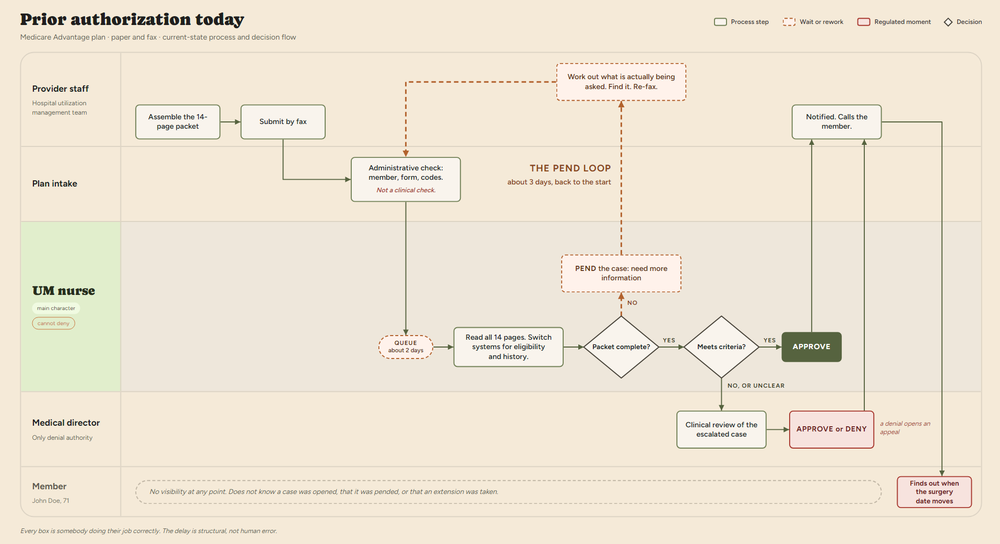 Prior authorization today
Medicare Advantage plan · paper and fax · current-state process and decision flow
Process step
Wait or rework
Regulated moment
Decision
Provider staff
Hospital utilization
management team
Assemble the 14-
page packet
Submit by fax
Work out what is actually being
asked. Find it. Re-fax.
Notified. Calls the
member.
Plan intake
Administrative check:
member, form, codes.
Not a clinical check.
THE PEND LOOP
about 3 days, back to the start
UM nurse
main character
cannot deny
PEND the case: need more
information
NO
QUEUE
about 2 days
Read all 14 pages. Switch
systems for eligibility
and history.
Packet complete?
YES
Meets criteria?
YES
APPROVE
NO, OR UNCLEAR
Medical director
Only denial authority
Clinical review of the
escalated case
APPROVE or DENY
a denial opens an
appeal
Member
John Doe, 71
No visibility at any point. Does not know a case was opened, that it was pended, or that an extension was taken.
Finds out when
the surgery
date moves
Every box is somebody doing their job correctly. The delay is structural, not human error.